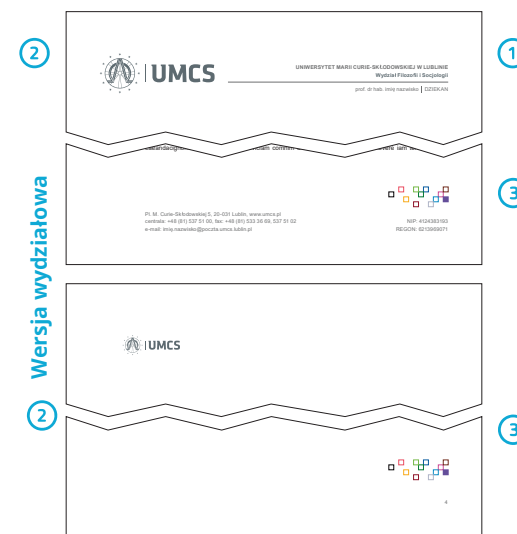 2
1
UMCS
UNIWERSYTET MARII CURIE-SKŁODOWSKIEJ W LUBLINIE
Wydział Filozofii i Socjologii
prof. dr hab. imię nazwisko | DZIEKAN
3
Pl. M. Curie-Skłodowskiej 5, 20-031 Lublin, www.umcs.pl
centrala: +48 (81) 537 51 00, fax: +48 (81) 533 36 69, 537 51 02
e-mail: imię.nazwisko@poczta.umcs.lublin.pl
NIP: 4124383193
REGON: 6213969071
Wersja wydziałowa
UMCS
2
3
4